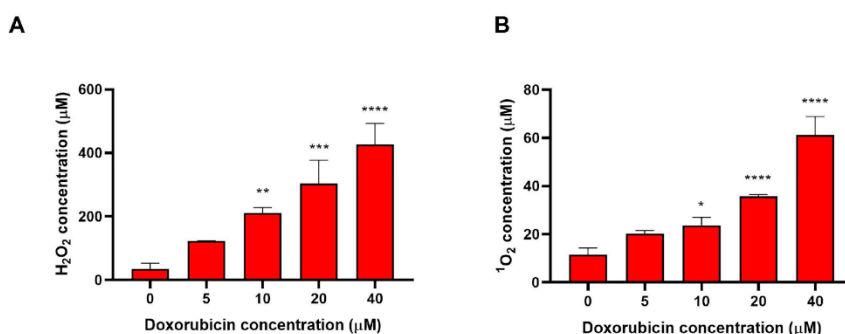 A
H₂O₂ concentration (μM)
600
400
200
0
**
***
****
0 5 10 20 40
Doxorubicin concentration (μM)
B
¹O₂ concentration (μM)
80
60
40
20
0
*
****
****
0 5 10 20 40
Doxorubicin concentration (μM)